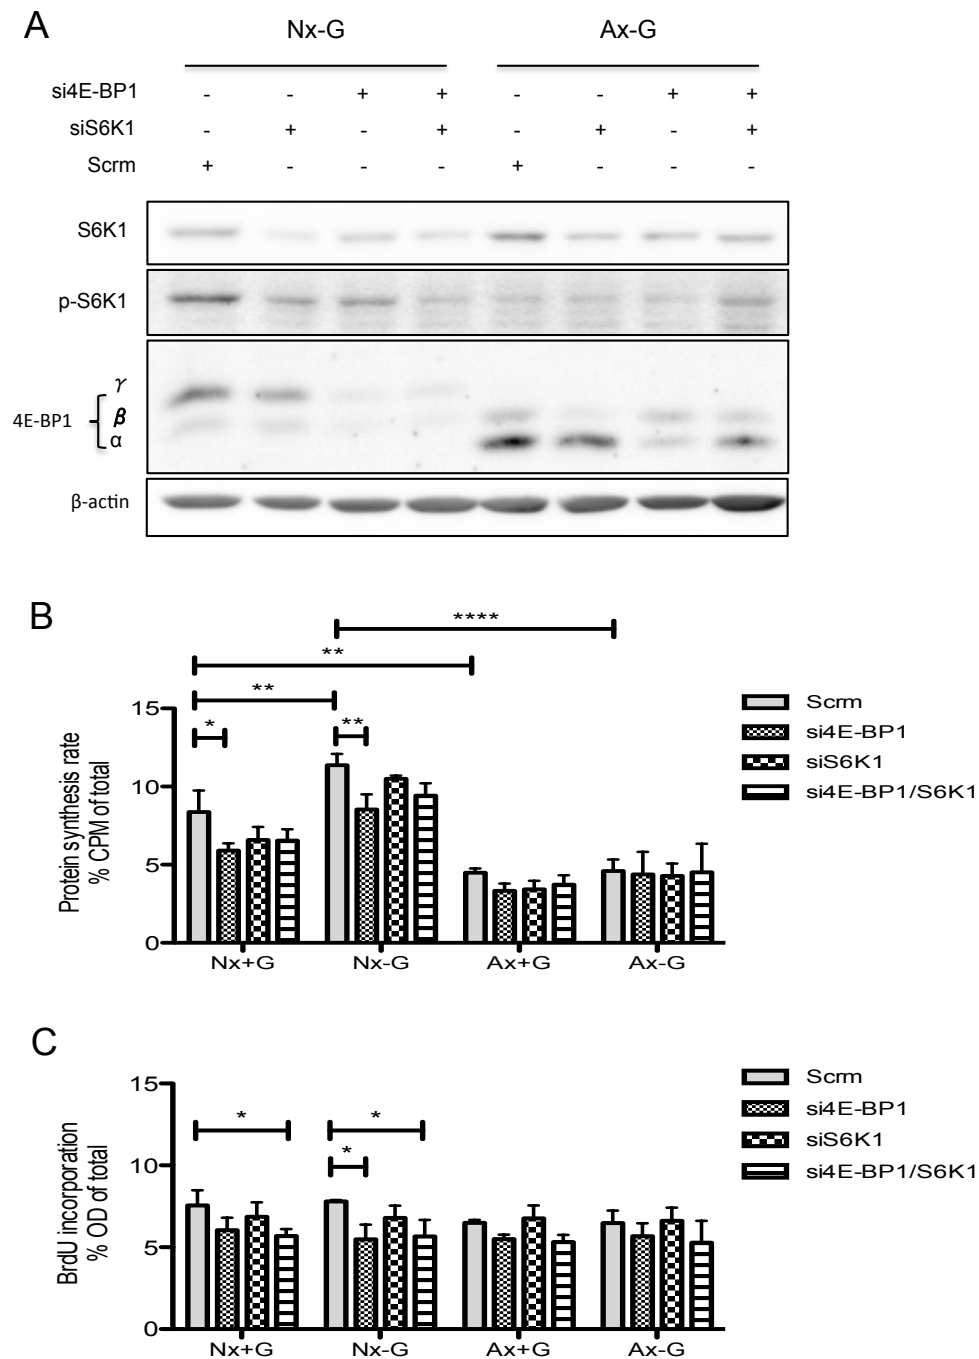 A
Nx-G Ax-G
si4E-BP1 - - + + - - + +
siS6K1 - + - + - + - +
Scrm + - - - + - - -
S6K1
p-S6K1
4E-BP1 γ β α
β-actin
B
****
**
**
* **
Protein synthesis rate
% CPM of total
15
10
5
0
Nx+G Nx-G Ax+G Ax-G
Scrm
si4E-BP1
siS6K1
si4E-BP1/S6K1
C
* *
*
BrdU incorporation
% OD of total
15
10
5
0
Nx+G Nx-G Ax+G Ax-G
Scrm
si4E-BP1
siS6K1
si4E-BP1/S6K1